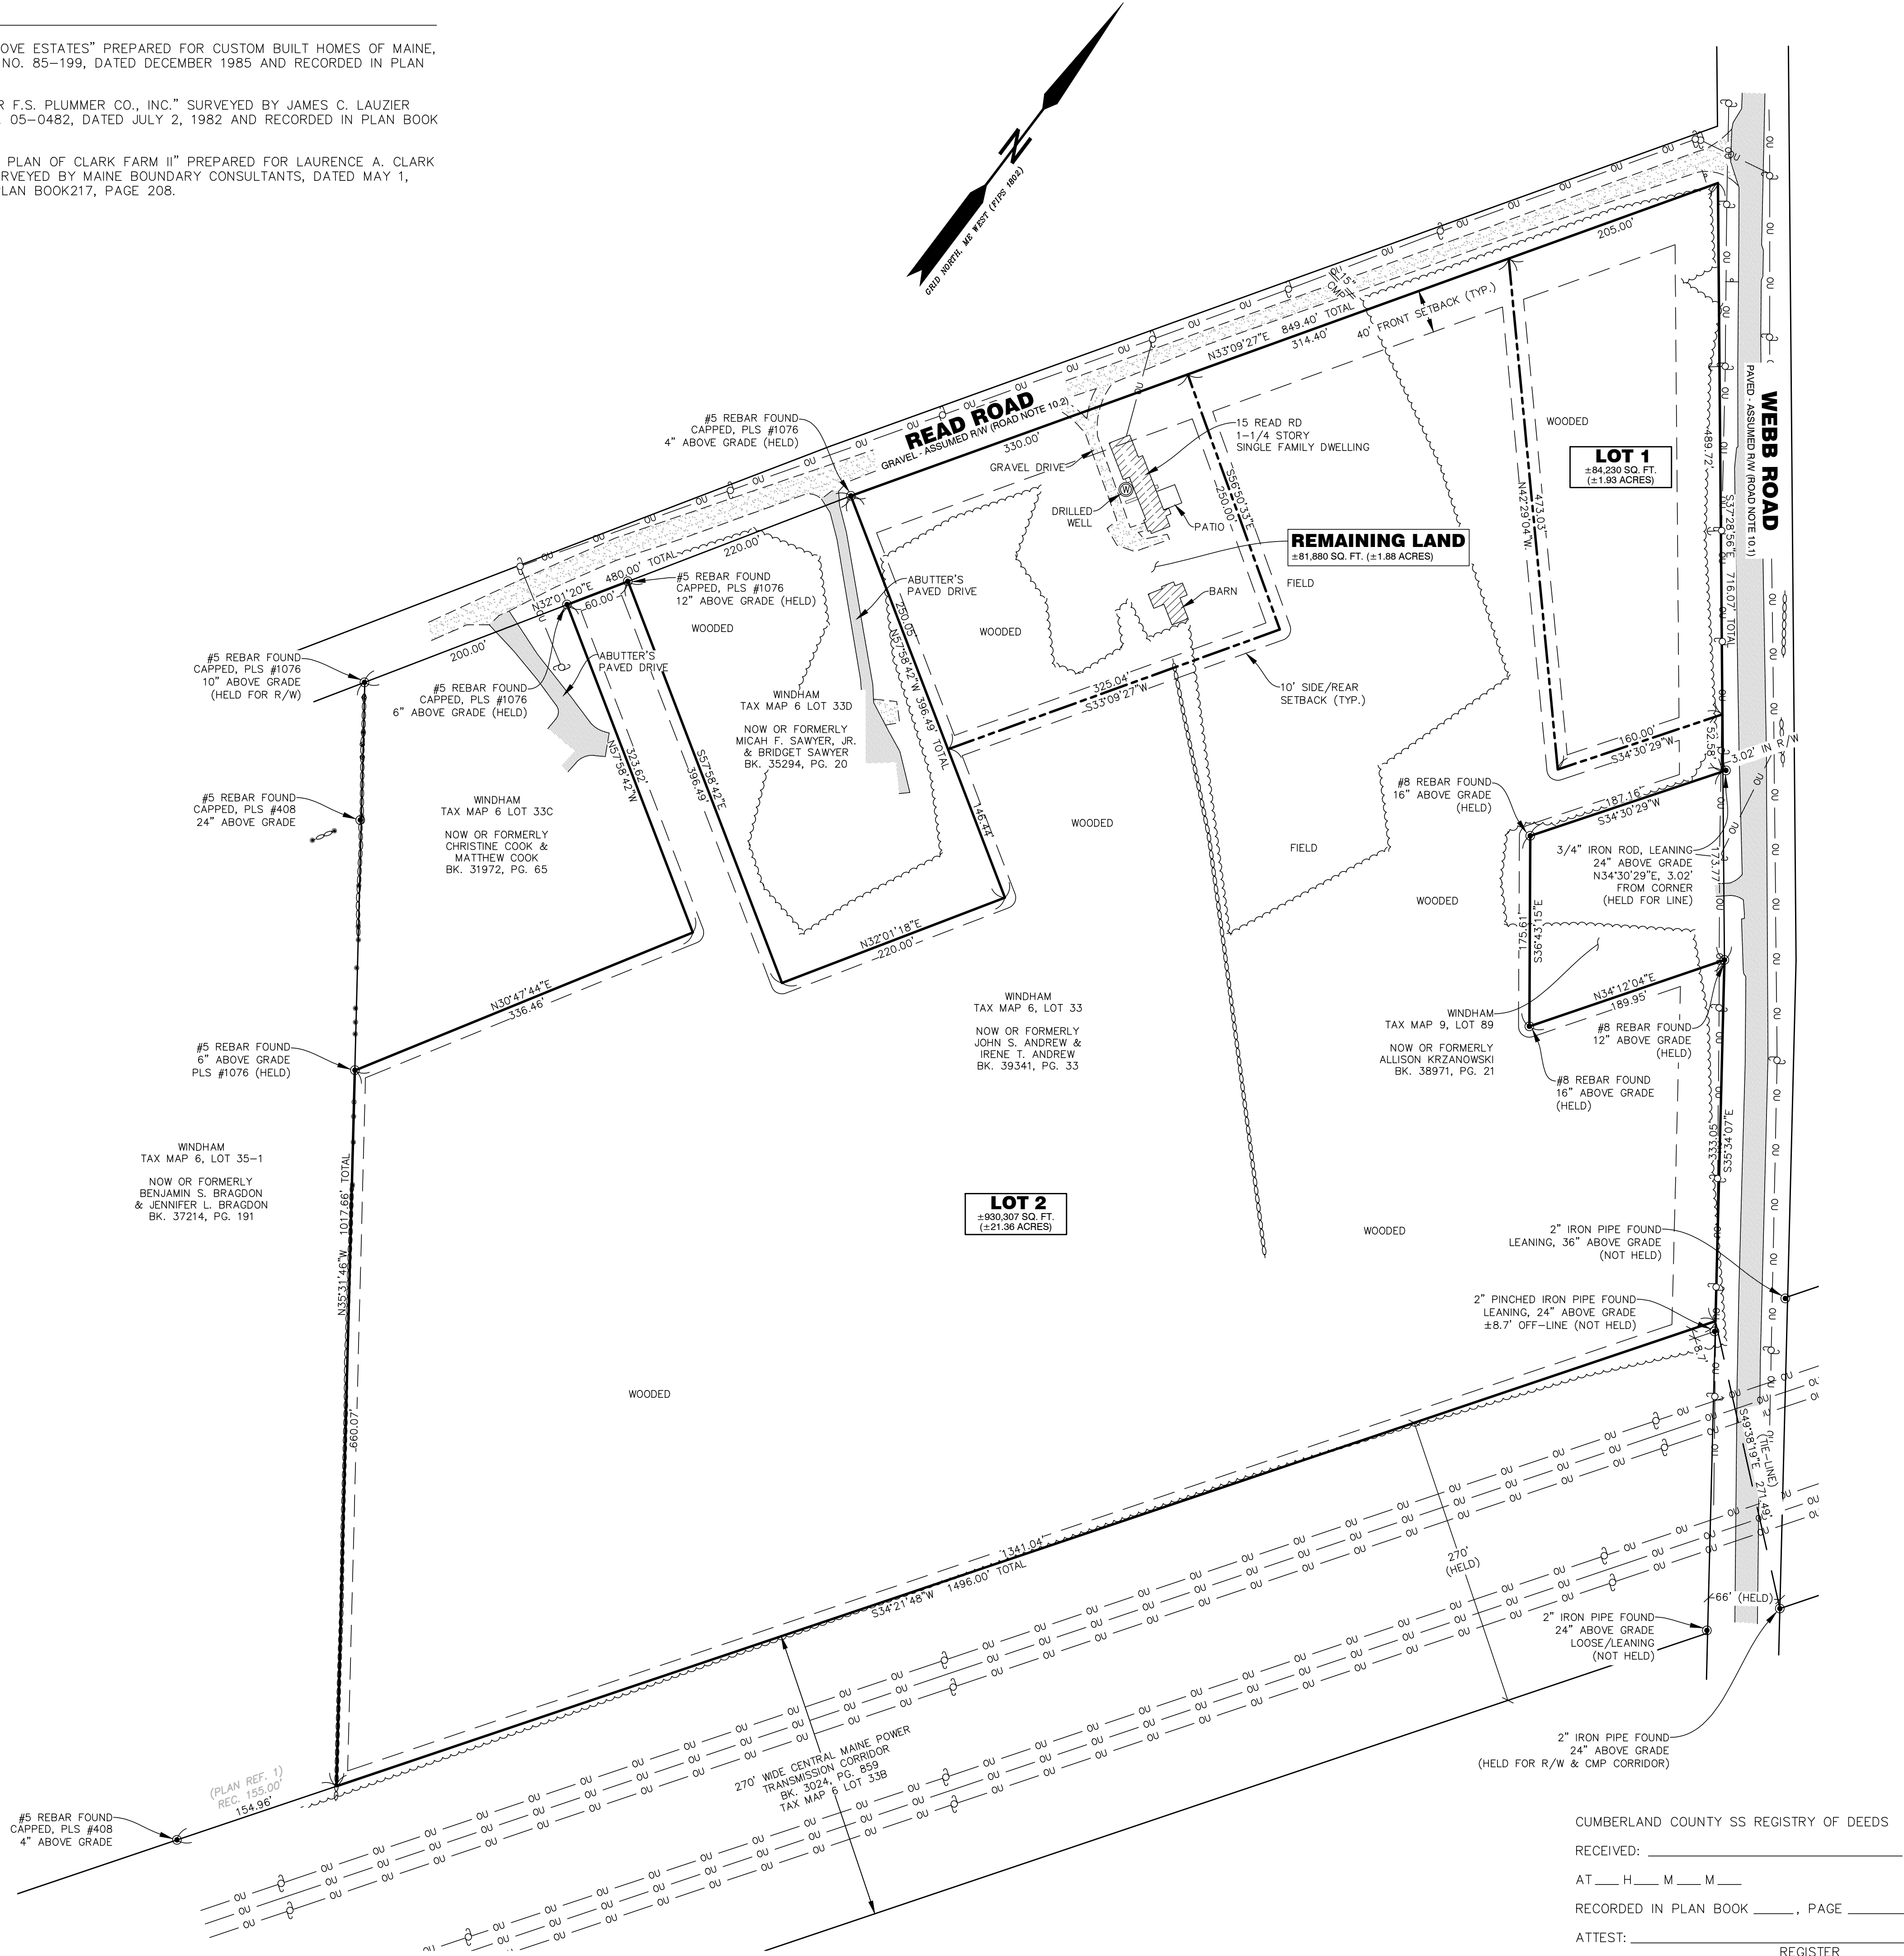 OVE ESTATES” PREPARED FOR CUSTOM BUILT HOMES OF MAINE,
NO. 85-199, DATED DECEMBER 1985 AND RECORDED IN PLAN
R F.S. PLUMMER CO., INC.” SURVEYED BY JAMES C. LAUZIER
. 05-0482, DATED JULY 2, 1982 AND RECORDED IN PLAN BOOK
PLAN OF CLARK FARM II” PREPARED FOR LAURENCE A. CLARK
RVEYED BY MAINE BOUNDARY CONSULTANTS, DATED MAY 1,
PLAN BOOK217, PAGE 208.
N
GRID NORTH, ME WEST (FIPS 1802)
READ ROAD
GRAVEL - ASSUMED R/W (ROAD NOTE 10.2)
WEBB ROAD
PAVED - ASSUMED R/W (ROAD NOTE 10.1)
205.00'
N33°09'27"E 849.40' TOTAL
314.40'
330.00'
40' FRONT SETBACK (TYP.)
15"
CMP
#5 REBAR FOUND
CAPPED, PLS #1076
4" ABOVE GRADE (HELD)
GRAVEL DRIVE
15 READ RD
1-1/4 STORY
SINGLE FAMILY DWELLING
DRILLED
WELL
W
PATIO
BARN
S56°50'33"E
250.00'
REMAINING LAND
±81,880 SQ. FT. (±1.88 ACRES)
FIELD
WOODED
LOT 1
±84,230 SQ. FT.
(±1.93 ACRES)
N42°29'04"W
473.03'
489.72'
S37°28'56"E 716.07' TOTAL
160.00'
S34°30'29"W
52.58'
3.02' IN R/W
N32°01'20"E 480.00' TOTAL
220.00'
60.00'
200.00'
#5 REBAR FOUND
CAPPED, PLS #1076
12" ABOVE GRADE (HELD)
WOODED
ABUTTER'S
PAVED DRIVE
WOODED
250.05'
N57°58'42"W 396.49' TOTAL
146.44'
325.04'
S33°09'27"W
10' SIDE/REAR
SETBACK (TYP.)
#5 REBAR FOUND
CAPPED, PLS #1076
10" ABOVE GRADE
(HELD FOR R/W)
#5 REBAR FOUND
CAPPED, PLS #1076
6" ABOVE GRADE (HELD)
ABUTTER'S
PAVED DRIVE
WINDHAM
TAX MAP 6 LOT 33D
NOW OR FORMERLY
MICAH F. SAWYER, JR.
& BRIDGET SAWYER
BK. 35294, PG. 20
323.62'
N57°58'42"W
S57°58'42"E
396.49'
#5 REBAR FOUND
CAPPED, PLS #408
24" ABOVE GRADE
WINDHAM
TAX MAP 6 LOT 33C
NOW OR FORMERLY
CHRISTINE COOK &
MATTHEW COOK
BK. 31972, PG. 65
WOODED
FIELD
#8 REBAR FOUND
16" ABOVE GRADE
(HELD)
187.16'
S34°30'29"W
3/4" IRON ROD, LEANING
24" ABOVE GRADE
N34°30'29"E, 3.02'
FROM CORNER
(HELD FOR LINE)
173.77'
WOODED
175.61'
S36°43'15"E
N32°01'18"E
220.00'
N34°12'04"E
189.95'
N30°47'44"E
336.46'
WINDHAM
TAX MAP 6, LOT 33
NOW OR FORMERLY
JOHN S. ANDREW &
IRENE T. ANDREW
BK. 39341, PG. 33
WINDHAM
TAX MAP 9, LOT 89
NOW OR FORMERLY
ALLISON KRZANOWSKI
BK. 38971, PG. 21
#8 REBAR FOUND
12" ABOVE GRADE
(HELD)
#8 REBAR FOUND
16" ABOVE GRADE
(HELD)
#5 REBAR FOUND
6" ABOVE GRADE
PLS #1076 (HELD)
WINDHAM
TAX MAP 6, LOT 35-1
NOW OR FORMERLY
BENJAMIN S. BRAGDON
& JENNIFER L. BRAGDON
BK. 37214, PG. 191
N35°31'46"W 1017.66' TOTAL
660.07'
333.05'
S35°34'07"E
LOT 2
±930,307 SQ. FT.
(±21.36 ACRES)
WOODED
2" IRON PIPE FOUND
LEANING, 36" ABOVE GRADE
(NOT HELD)
2" PINCHED IRON PIPE FOUND
LEANING, 24" ABOVE GRADE
±8.7' OFF-LINE (NOT HELD)
8.7'
WOODED
S49°38'19"E 271.49'
(TIE-LINE)
1341.04'
S34°21'48"W 1496.00' TOTAL
270'
(HELD)
66' (HELD)
2" IRON PIPE FOUND
24" ABOVE GRADE
LOOSE/LEANING
(NOT HELD)
2" IRON PIPE FOUND
24" ABOVE GRADE
(HELD FOR R/W & CMP CORRIDOR)
270' WIDE CENTRAL MAINE POWER
TRANSMISSION CORRIDOR
BK. 3024, PG. 859
TAX MAP 6 LOT 33B
(PLAN REF. 1)
REC. 155.00'
154.96'
#5 REBAR FOUND
CAPPED, PLS #408
4" ABOVE GRADE
CUMBERLAND COUNTY SS REGISTRY OF DEEDS
RECEIVED:
AT H M M
RECORDED IN PLAN BOOK , PAGE
ATTEST:
REGISTER